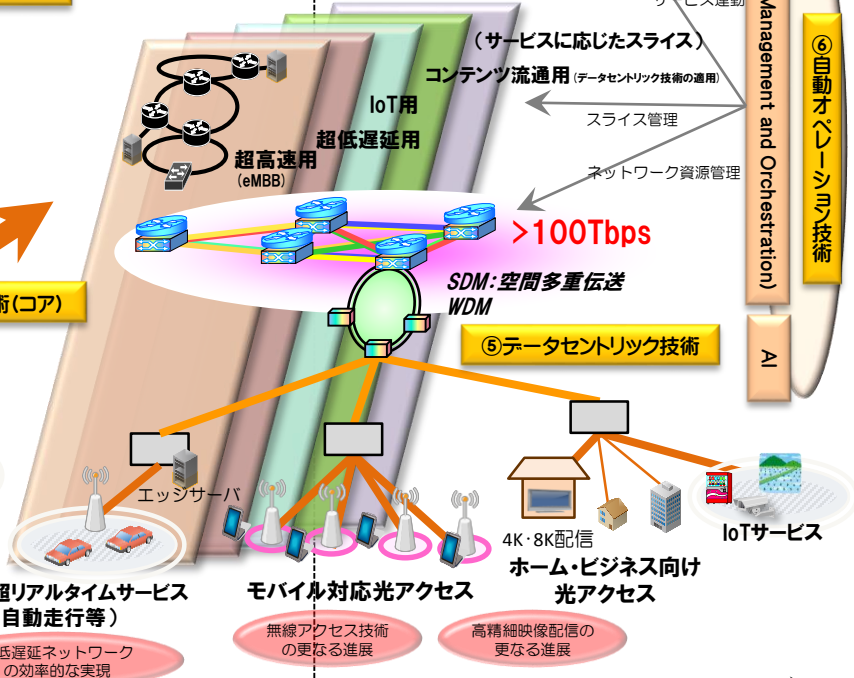 サービス連動
（サービスに応じたスライス）
コンテンツ流通用（データセントリック技術の適用）
IoT用
超低遅延用
超高速用
(eMBB)
スライス管理
ネットワーク資源管理
Management and Orchestration)
AI
⑥自動オペレーション技術
>100Tbps
SDM：空間多重伝送
WDM
術（コア）
⑤データセントリック技術
エッジサーバ
4K・8K配信
IoTサービス
超リアルタイムサービス
自動走行等）
モバイル対応光アクセス
ホーム・ビジネス向け
光アクセス
低遅延ネットワーク
の効率的な実現
無線アクセス技術
の更なる進展
高精細映像配信の
更なる進展